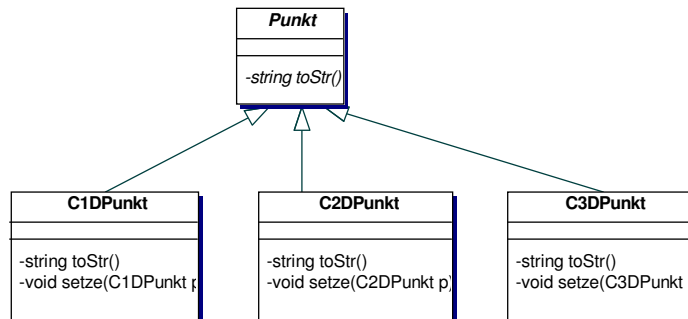 Punkt
-string toStr()
C1DPunkt
-string toStr()
-void setze(C1DPunkt p
C2DPunkt
-string toStr()
-void setze(C2DPunkt p)
C3DPunkt
-string toStr()
-void setze(C3DPunkt